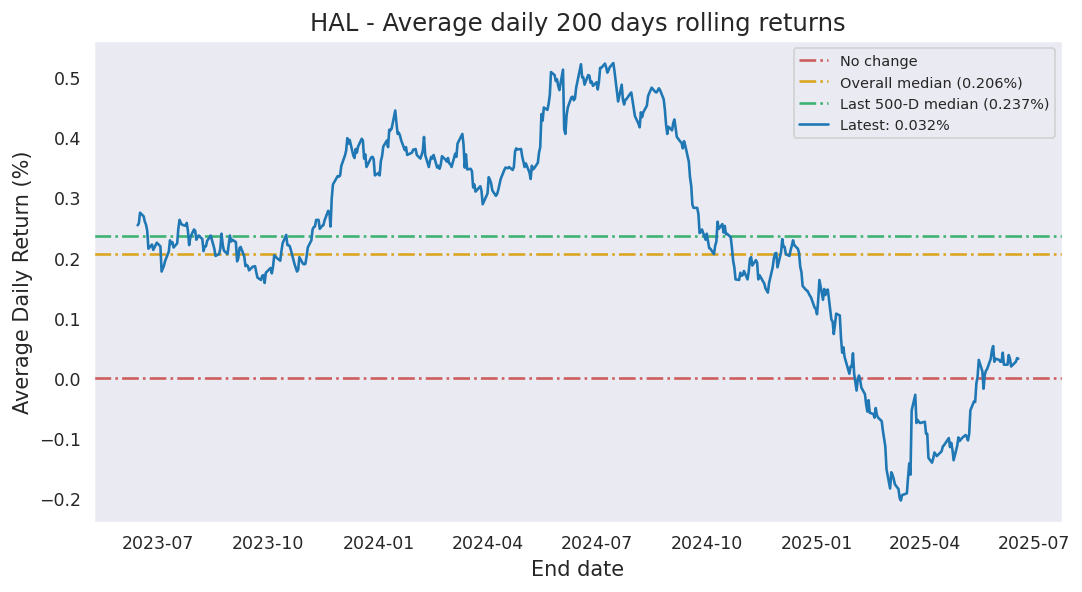 HAL - Average daily 200 days rolling returns
No change
Overall median (0.206%)
Last 500-D median (0.237%)
Latest: 0.032%
Average Daily Return (%)
0.5
0.4
0.3
0.2
0.1
0.0
−0.1
−0.2
2023-07 2023-10 2024-01 2024-04 2024-07 2024-10 2025-01 2025-04 2025-07
End date